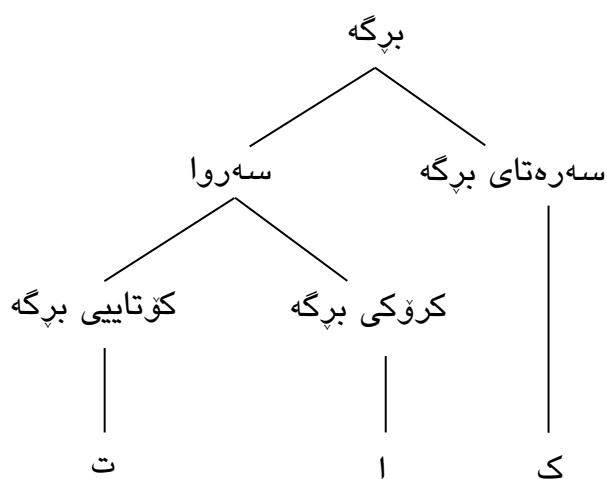 بڕگە
سەروا
سەرەتای بڕگە
کۆتاییی بڕگە
کرۆکی بڕگە
ت
ا
ک